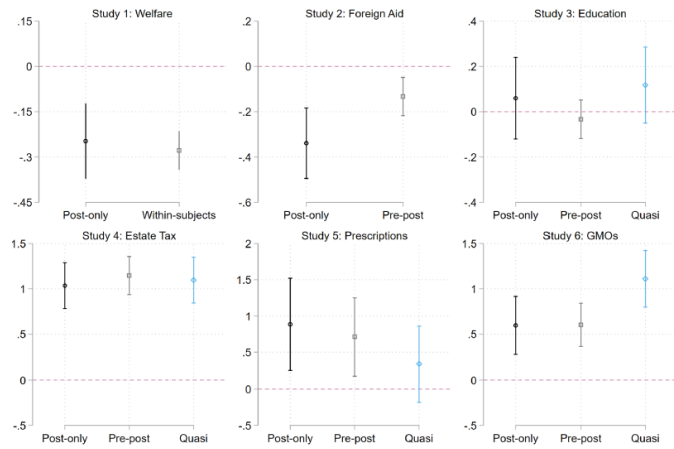 Study 1: Welfare
.15
0
-.15
-.3
-.45
Post-only Within-subjects
Study 2: Foreign Aid
.2
0
-.2
-.4
-.6
Post-only Pre-post
Study 3: Education
.4
.2
0
-.2
-.4
Post-only Pre-post Quasi
Study 4: Estate Tax
1.5
1
.5
0
-.5
Post-only Pre-post Quasi
Study 5: Prescriptions
2
1.5
1
.5
0
-.5
Post-only Pre-post Quasi
Study 6: GMOs
1.5
1
.5
0
-.5
Post-only Pre-post Quasi